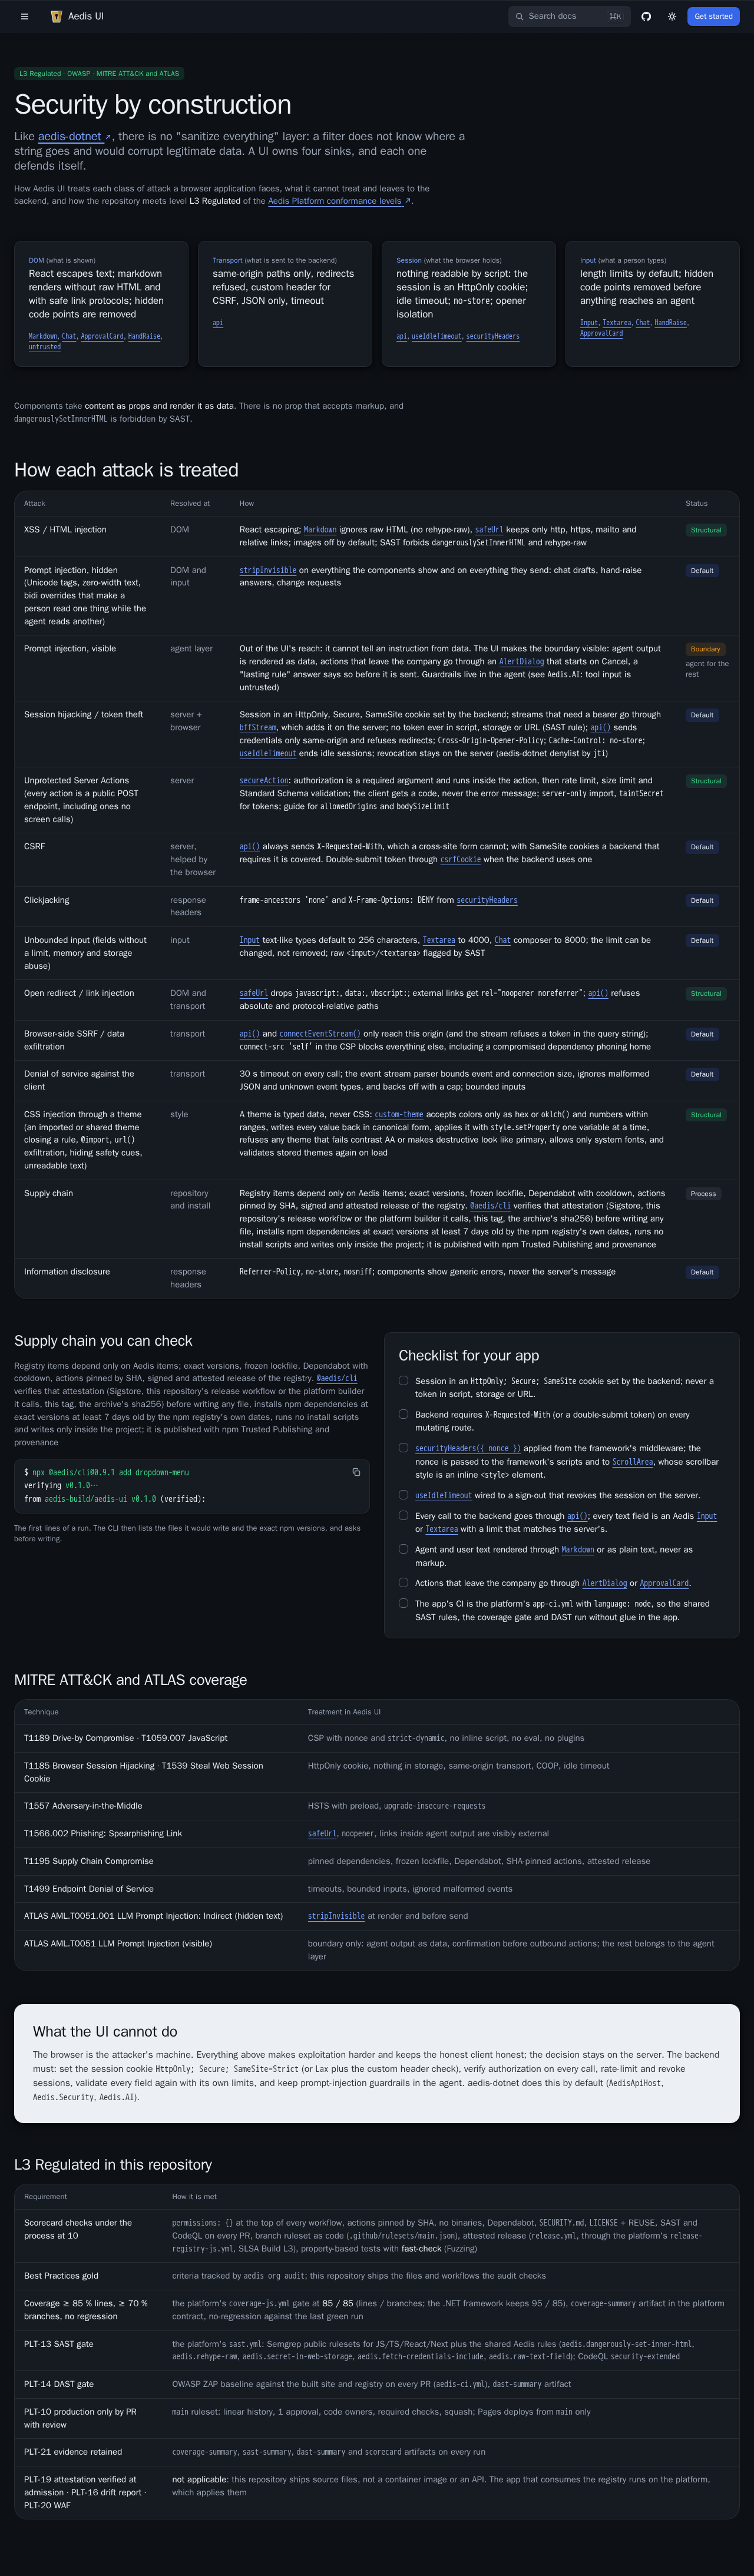 Aedis UI
Search docs
⌘K
Get started
L3 Regulated · OWASP · MITRE ATT&CK and ATLAS
Security by construction
Like aedis-dotnet ↗, there is no "sanitize everything" layer: a filter does not know where a
string goes and would corrupt legitimate data. A UI owns four sinks, and each one
defends itself.
How Aedis UI treats each class of attack a browser application faces, what it cannot treat and leaves to the
backend, and how the repository meets level L3 Regulated of the Aedis Platform conformance levels ↗.
DOM (what is shown)
React escapes text; markdown
renders without raw HTML and
with safe link protocols; hidden
code points are removed
Markdown, Chat, ApprovalCard, HandRaise,
untrusted
Transport (what is sent to the backend)
same-origin paths only, redirects
refused, custom header for
CSRF, JSON only, timeout
api
Session (what the browser holds)
nothing readable by script: the
session is an HttpOnly cookie;
idle timeout; no-store; opener
isolation
api, useIdleTimeout, securityHeaders
Input (what a person types)
length limits by default; hidden
code points removed before
anything reaches an agent
Input, Textarea, Chat, HandRaise,
ApprovalCard
Components take content as props and render it as data. There is no prop that accepts markup, and
dangerouslySetInnerHTML is forbidden by SAST.
How each attack is treated
Attack
Resolved at
How
Status
XSS / HTML injection
DOM
React escaping; Markdown ignores raw HTML (no rehype-raw), safeUrl keeps only http, https, mailto and
relative links; images off by default; SAST forbids dangerouslySetInnerHTML and rehype-raw
Structural
Prompt injection, hidden
(Unicode tags, zero-width text,
bidi overrides that make a
person read one thing while the
agent reads another)
DOM and
input
stripInvisible on everything the components show and on everything they send: chat drafts, hand-raise
answers, change requests
Default
Prompt injection, visible
agent layer
Out of the UI's reach: it cannot tell an instruction from data. The UI makes the boundary visible: agent output
is rendered as data, actions that leave the company go through an AlertDialog that starts on Cancel, a
"lasting rule" answer says so before it is sent. Guardrails live in the agent (see Aedis.AI: tool input is
untrusted)
Boundary
agent for the
rest
Session hijacking / token theft
server +
browser
Session in an HttpOnly, Secure, SameSite cookie set by the backend; streams that need a bearer go through
bffStream, which adds it on the server; no token ever in script, storage or URL (SAST rule); api() sends
credentials only same-origin and refuses redirects; Cross-Origin-Opener-Policy; Cache-Control: no-store;
useIdleTimeout ends idle sessions; revocation stays on the server (aedis-dotnet denylist by jti)
Default
Unprotected Server Actions
(every action is a public POST
endpoint, including ones no
screen calls)
server
secureAction: authorization is a required argument and runs inside the action, then rate limit, size limit and
Standard Schema validation; the client gets a code, never the error message; server-only import, taintSecret
for tokens; guide for allowedOrigins and bodySizeLimit
Structural
CSRF
server,
helped by
the browser
api() always sends X-Requested-With, which a cross-site form cannot; with SameSite cookies a backend that
requires it is covered. Double-submit token through csrfCookie when the backend uses one
Default
Clickjacking
response
headers
frame-ancestors 'none' and X-Frame-Options: DENY from securityHeaders
Default
Unbounded input (fields without
a limit, memory and storage
abuse)
input
Input text-like types default to 256 characters, Textarea to 4000, Chat composer to 8000; the limit can be
changed, not removed; raw <input>/<textarea> flagged by SAST
Default
Open redirect / link injection
DOM and
transport
safeUrl drops javascript:, data:, vbscript:; external links get rel="noopener noreferrer"; api() refuses
absolute and protocol-relative paths
Structural
Browser-side SSRF / data
exfiltration
transport
api() and connectEventStream() only reach this origin (and the stream refuses a token in the query string);
connect-src 'self' in the CSP blocks everything else, including a compromised dependency phoning home
Default
Denial of service against the
client
transport
30 s timeout on every call; the event stream parser bounds event and connection size, ignores malformed
JSON and unknown event types, and backs off with a cap; bounded inputs
Default
CSS injection through a theme
(an imported or shared theme
closing a rule, @import, url()
exfiltration, hiding safety cues,
unreadable text)
style
A theme is typed data, never CSS: custom-theme accepts colors only as hex or oklch() and numbers within
ranges, writes every value back in canonical form, applies it with style.setProperty one variable at a time,
refuses any theme that fails contrast AA or makes destructive look like primary, allows only system fonts, and
validates stored themes again on load
Structural
Supply chain
repository
and install
Registry items depend only on Aedis items; exact versions, frozen lockfile, Dependabot with cooldown, actions
pinned by SHA, signed and attested release of the registry. @aedis/cli verifies that attestation (Sigstore, this
repository's release workflow or the platform builder it calls, this tag, the archive's sha256) before writing any
file, installs npm dependencies at exact versions at least 7 days old by the npm registry's own dates, runs no
install scripts and writes only inside the project; it is published with npm Trusted Publishing and provenance
Process
Information disclosure
response
headers
Referrer-Policy, no-store, nosniff; components show generic errors, never the server's message
Default
Supply chain you can check
Registry items depend only on Aedis items; exact versions, frozen lockfile, Dependabot with
cooldown, actions pinned by SHA, signed and attested release of the registry. @aedis/cli
verifies that attestation (Sigstore, this repository's release workflow or the platform builder
it calls, this tag, the archive's sha256) before writing any file, installs npm dependencies at
exact versions at least 7 days old by the npm registry's own dates, runs no install scripts
and writes only inside the project; it is published with npm Trusted Publishing and
provenance
$ npx @aedis/cli@0.9.1 add dropdown-menu
verifying v0.1.0…
from aedis-build/aedis-ui v0.1.0 (verified):
The first lines of a run. The CLI then lists the files it would write and the exact npm versions, and asks
before writing.
Checklist for your app
Session in an HttpOnly; Secure; SameSite cookie set by the backend; never a
token in script, storage or URL.
Backend requires X-Requested-With (or a double-submit token) on every
mutating route.
securityHeaders({ nonce }) applied from the framework's middleware; the
nonce is passed to the framework's scripts and to ScrollArea, whose scrollbar
style is an inline <style> element.
useIdleTimeout wired to a sign-out that revokes the session on the server.
Every call to the backend goes through api(); every text field is an Aedis Input
or Textarea with a limit that matches the server's.
Agent and user text rendered through Markdown or as plain text, never as
markup.
Actions that leave the company go through AlertDialog or ApprovalCard.
The app's CI is the platform's app-ci.yml with language: node, so the shared
SAST rules, the coverage gate and DAST run without glue in the app.
MITRE ATT&CK and ATLAS coverage
Technique
Treatment in Aedis UI
T1189 Drive-by Compromise · T1059.007 JavaScript
CSP with nonce and strict-dynamic, no inline script, no eval, no plugins
T1185 Browser Session Hijacking · T1539 Steal Web Session
Cookie
HttpOnly cookie, nothing in storage, same-origin transport, COOP, idle timeout
T1557 Adversary-in-the-Middle
HSTS with preload, upgrade-insecure-requests
T1566.002 Phishing: Spearphishing Link
safeUrl, noopener, links inside agent output are visibly external
T1195 Supply Chain Compromise
pinned dependencies, frozen lockfile, Dependabot, SHA-pinned actions, attested release
T1499 Endpoint Denial of Service
timeouts, bounded inputs, ignored malformed events
ATLAS AML.T0051.001 LLM Prompt Injection: Indirect (hidden text)
stripInvisible at render and before send
ATLAS AML.T0051 LLM Prompt Injection (visible)
boundary only: agent output as data, confirmation before outbound actions; the rest belongs to the agent
layer
What the UI cannot do
The browser is the attacker's machine. Everything above makes exploitation harder and keeps the honest client honest; the decision stays on the server. The backend
must: set the session cookie HttpOnly; Secure; SameSite=Strict (or Lax plus the custom header check), verify authorization on every call, rate-limit and revoke
sessions, validate every field again with its own limits, and keep prompt-injection guardrails in the agent. aedis-dotnet does this by default (AedisApiHost,
Aedis.Security, Aedis.AI).
L3 Regulated in this repository
Requirement
How it is met
Scorecard checks under the
process at 10
permissions: {} at the top of every workflow, actions pinned by SHA, no binaries, Dependabot, SECURITY.md, LICENSE + REUSE, SAST and
CodeQL on every PR, branch ruleset as code (.github/rulesets/main.json), attested release (release.yml, through the platform's release-
registry-js.yml, SLSA Build L3), property-based tests with fast-check (Fuzzing)
Best Practices gold
criteria tracked by aedis org audit; this repository ships the files and workflows the audit checks
Coverage ≥ 85 % lines, ≥ 70 %
branches, no regression
the platform's coverage-js.yml gate at 85 / 85 (lines / branches; the .NET framework keeps 95 / 85), coverage-summary artifact in the platform
contract, no-regression against the last green run
PLT-13 SAST gate
the platform's sast.yml: Semgrep public rulesets for JS/TS/React/Next plus the shared Aedis rules (aedis.dangerously-set-inner-html,
aedis.rehype-raw, aedis.secret-in-web-storage, aedis.fetch-credentials-include, aedis.raw-text-field); CodeQL security-extended
PLT-14 DAST gate
OWASP ZAP baseline against the built site and registry on every PR (aedis-ci.yml), dast-summary artifact
PLT-10 production only by PR
with review
main ruleset: linear history, 1 approval, code owners, required checks, squash; Pages deploys from main only
PLT-21 evidence retained
coverage-summary, sast-summary, dast-summary and scorecard artifacts on every run
PLT-19 attestation verified at
admission · PLT-16 drift report ·
PLT-20 WAF
not applicable: this repository ships source files, not a container image or an API. The app that consumes the registry runs on the platform,
which applies them